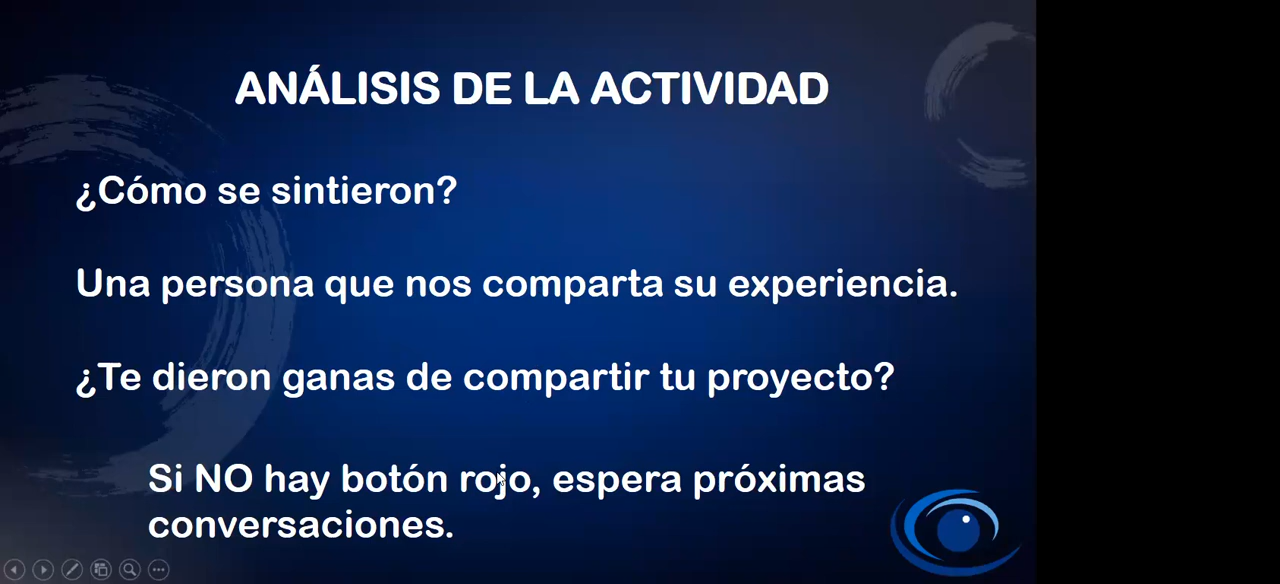 ANÁLISIS DE LA ACTIVIDAD
¿Cómo se sintieron?
Una persona que nos comparta su experiencia.
¿Te dieron ganas de compartir tu proyecto?
Si NO hay botón rojo, espera próximas
conversaciones.